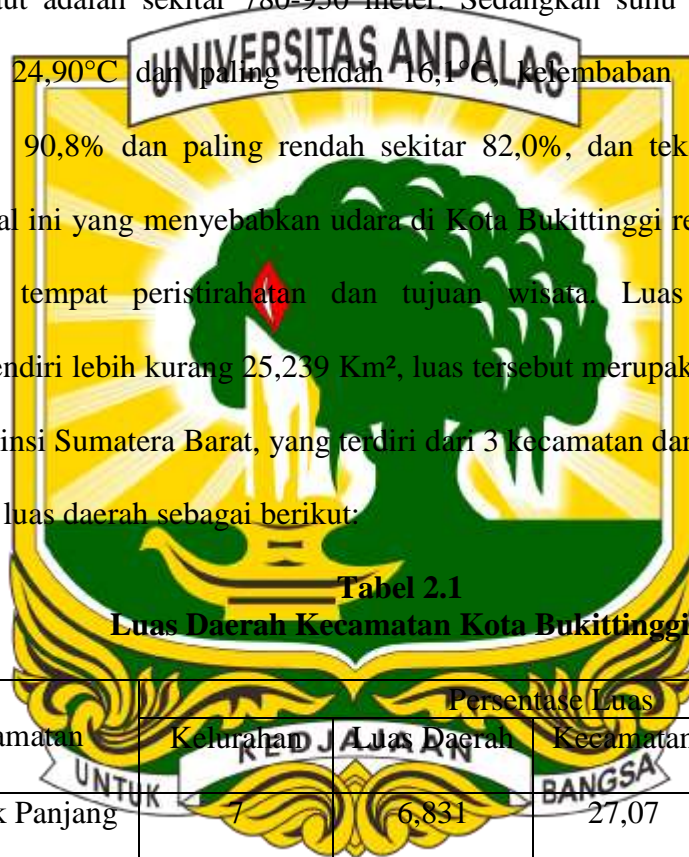 ut adalah sekitar 780-950 meter. Sedangkan suhu
UNIVERSITAS ANDALAS
24,90°C dan paling rendah 16,1°C, kelembaban
90,8% dan paling rendah sekitar 82,0%, dan tek
al ini yang menyebabkan udara di Kota Bukittinggi re
tempat peristirahatan dan tujuan wisata. Luas
endiri lebih kurang 25,239 Km², luas tersebut merupak
insi Sumatera Barat, yang terdiri dari 3 kecamatan dan
luas daerah sebagai berikut:
Tabel 2.1
Luas Daerah Kecamatan Kota Bukittinggi
Persentase Luas
amatan Kelurahan Luas Daerah Kecamatan
UNTUK KEDJAJAAN BANGSA
k Panjang 7 6,831 27,07